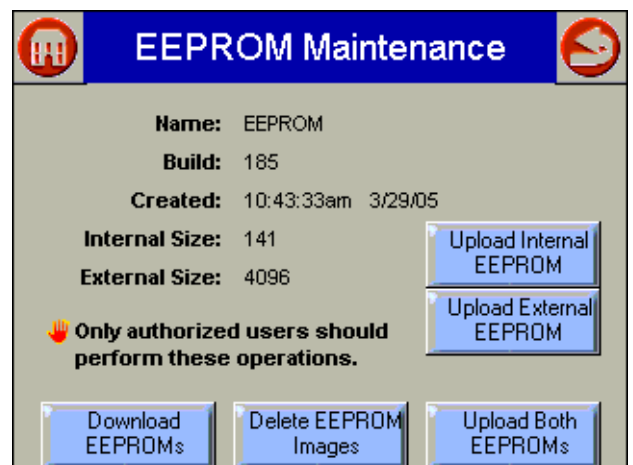 EEPROM Maintenance
Name: EEPROM
Build: 185
Created: 10:43:33am 3/29/05
Internal Size: 141
External Size: 4096
Upload Internal
EEPROM
Upload External
EEPROM
Only authorized users should
perform these operations.
Download
EEPROMs
Delete EEPROM
Images
Upload Both
EEPROMs